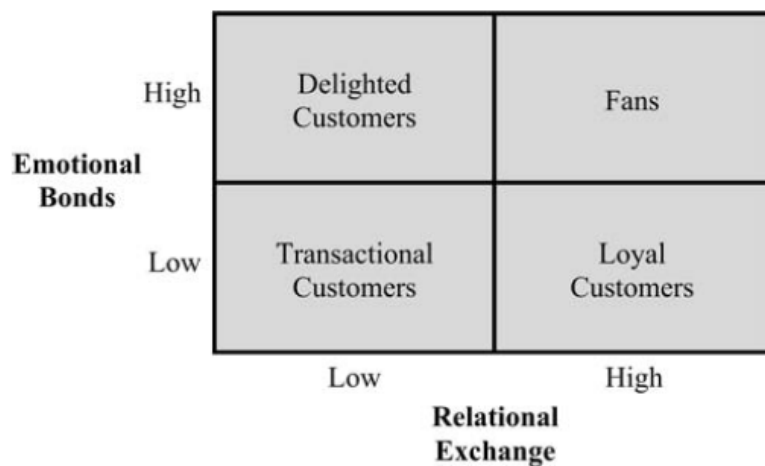 High
Delighted
Customers
Fans
Emotional
Bonds
Low
Transactional
Customers
Loyal
Customers
Low
High
Relational
Exchange